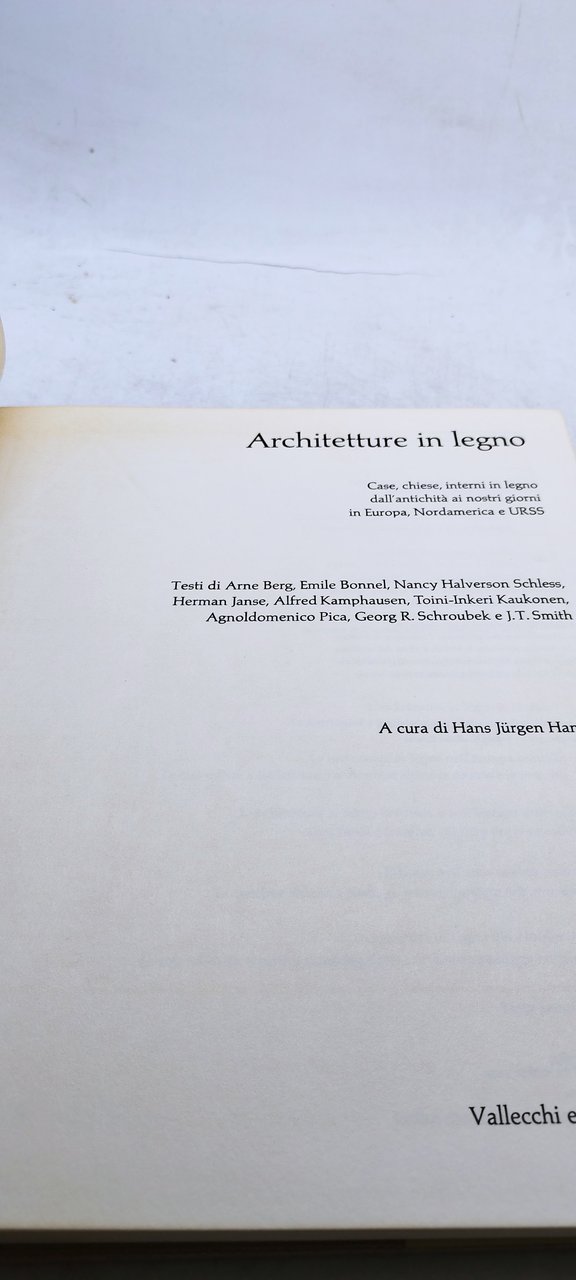 Architetture in legno
Case, chiese, interni in legno
dall'antichità ai nostri giorni
in Europa, Nordamerica e URSS
Testi di Arne Berg, Emile Bonnel, Nancy Halverson Schless,
Herman Janse, Alfred Kamphausen, Toini-Inkeri Kaukonen,
Agnoldomenico Pica, Georg R. Schroubek e J.T. Smith
A cura di Hans Jürgen Han
Vallecchi e